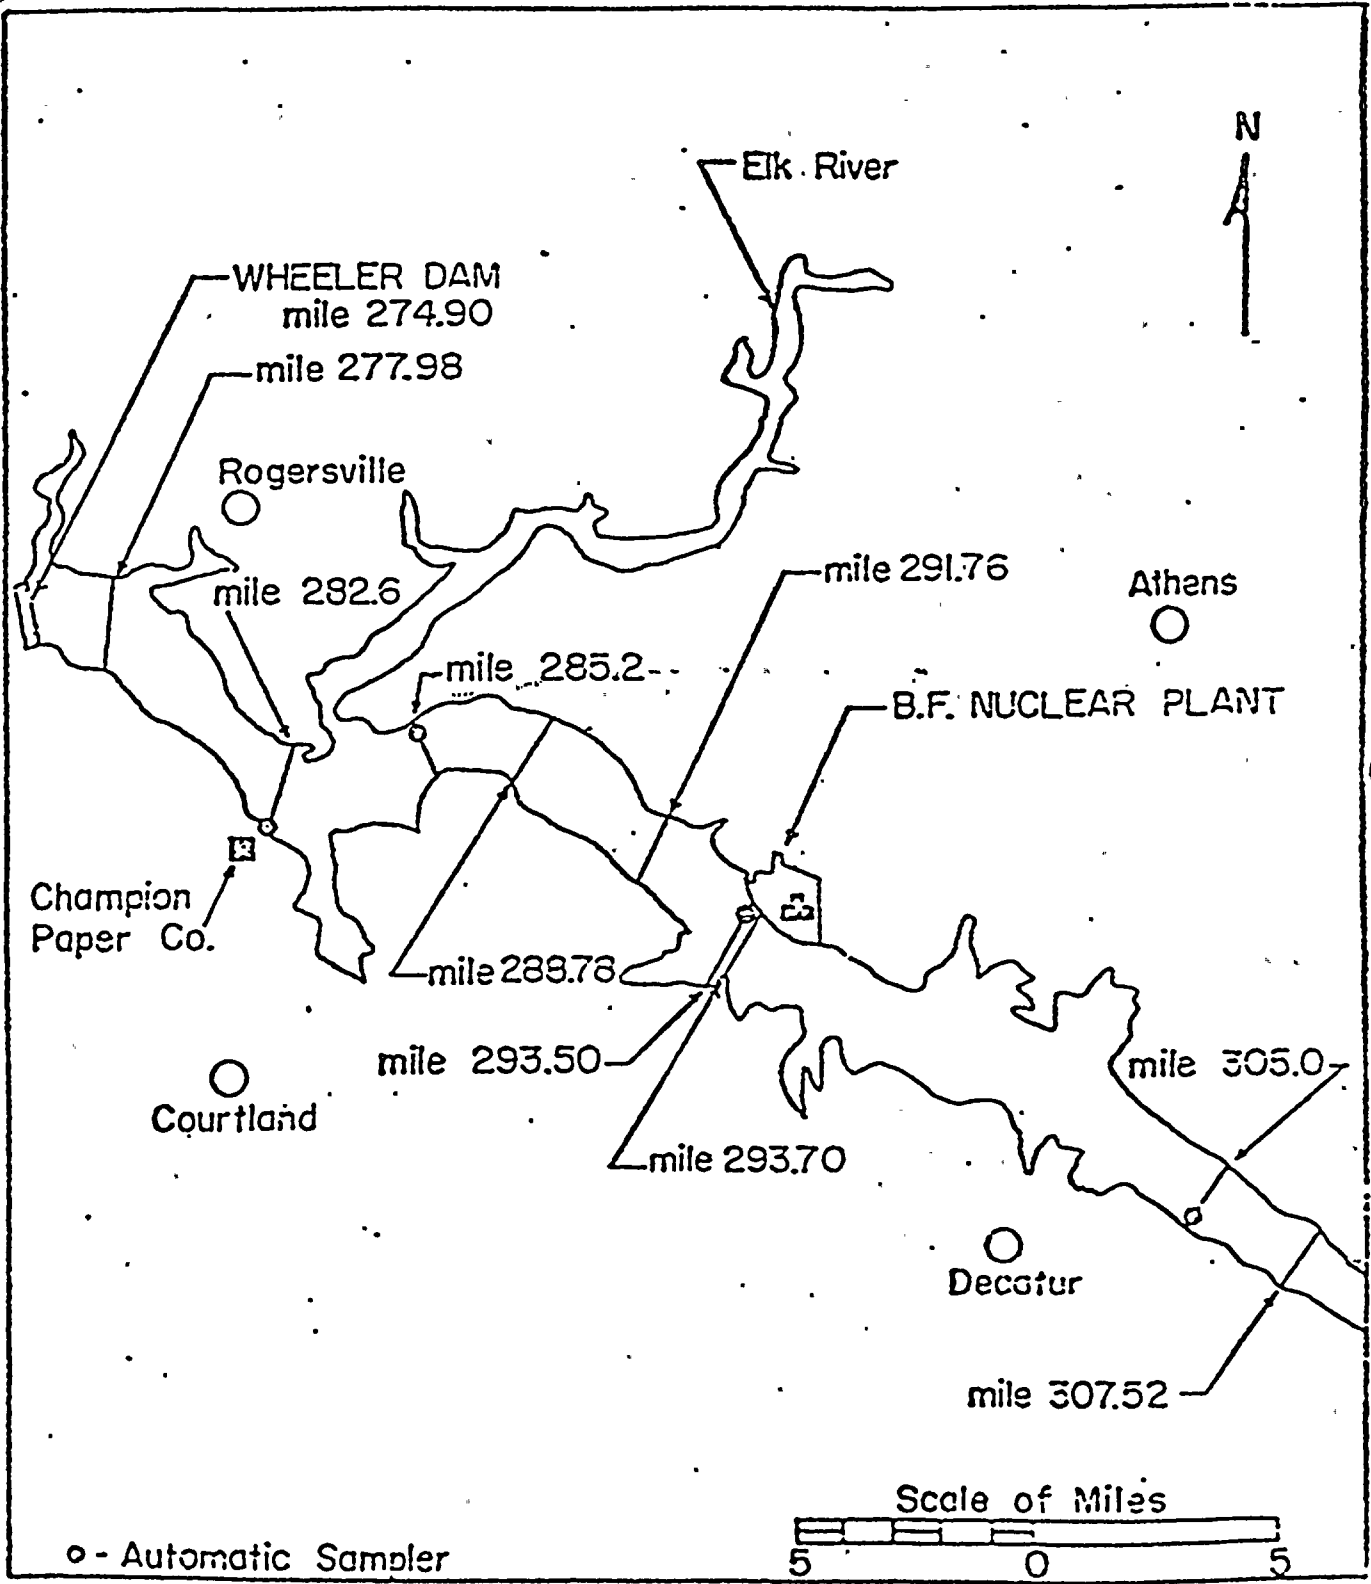 N
Elk River
WHEELER DAM
mile 274.90
mile 277.98
Rogersville
mile 282.6
mile 291.76
Athens
mile 285.2
B.F. NUCLEAR PLANT
Champion
Paper Co.
mile 288.78
mile 293.50
mile 305.0
Courtland
mile 293.70
Decatur
mile 307.52
Scale of Miles
5 0 5
o - Automatic Sampler